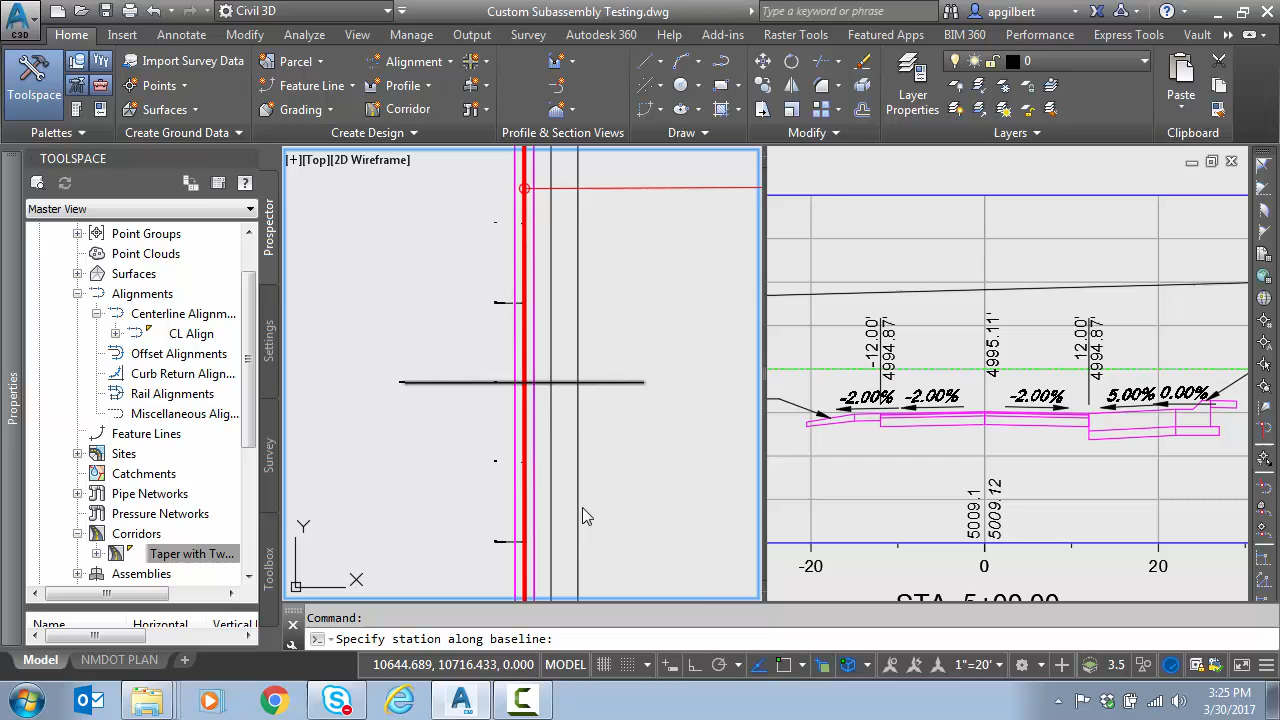 C3D
Civil 3D
Custom Subassembly Testing.dwg
Type a keyword or phrase
apgilbert
Home Insert Annotate Modify Analyze View Manage Output Survey Autodesk 360 Help Add-ins Raster Tools Featured Apps BIM 360 Performance Express Tools Vault
Toolspace
Import Survey Data
Points
Surfaces
Parcel
Feature Line
Grading
Alignment
Profile
Corridor
Layer
Properties
0
Paste
Palettes Create Ground Data Create Design Profile & Section Views Draw Modify Layers Clipboard
TOOLSPACE
Master View
Point Groups
Point Clouds
Surfaces
Alignments
Centerline Alignm...
CL Align
Offset Alignments
Curb Return Align...
Rail Alignments
Miscellaneous Alig...
Feature Lines
Sites
Catchments
Pipe Networks
Pressure Networks
Corridors
Taper with Tw...
Assemblies
Name Horizontal Vertical
Properties
Prospector
Settings
Survey
Toolbox
[+][Top][2D Wireframe]
Y
X
-12.00'
4994.87'
4995.11'
12.00'
4994.87'
-2.00% -2.00% -2.00% 5.00% 0.00%
5009.1
5009.12
-20 0 20
STA 5+00.00
Command:
Specify station along baseline:
Model NMDOT PLAN +
10644.689, 10716.433, 0.000 MODEL 1"=20' 3.5
3:25 PM
3/30/2017